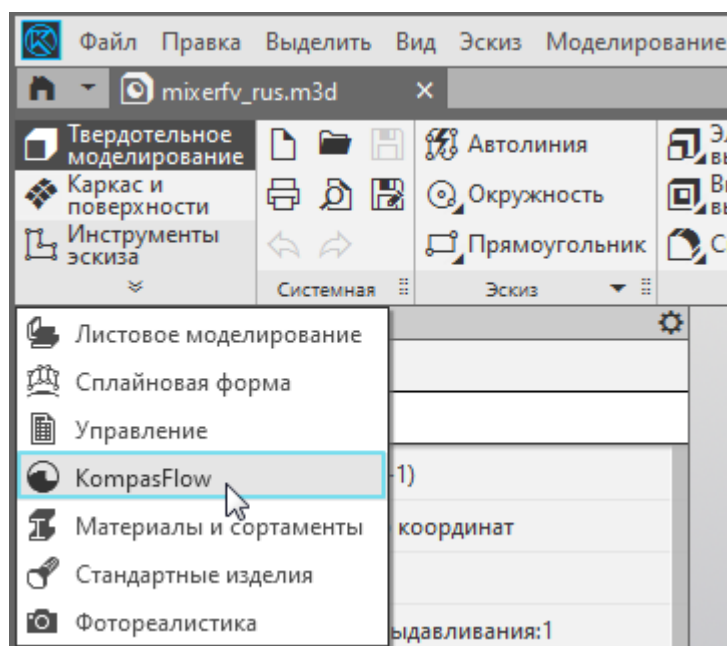 Файл Правка Выделить Вид Эскиз Моделирование
mixerfv_rus.m3d
Твердотельное
моделирование
Каркас и
поверхности
Инструменты
эскиза
Автолиния
Окружность
Прямоугольник
Системная
Эскиз
Листовое моделирование
Сплайновая форма
Управление
KompasFlow
-1)
Материалы и сортаменты
координат
Стандартные изделия
Фотореалистика
ыдавливания:1